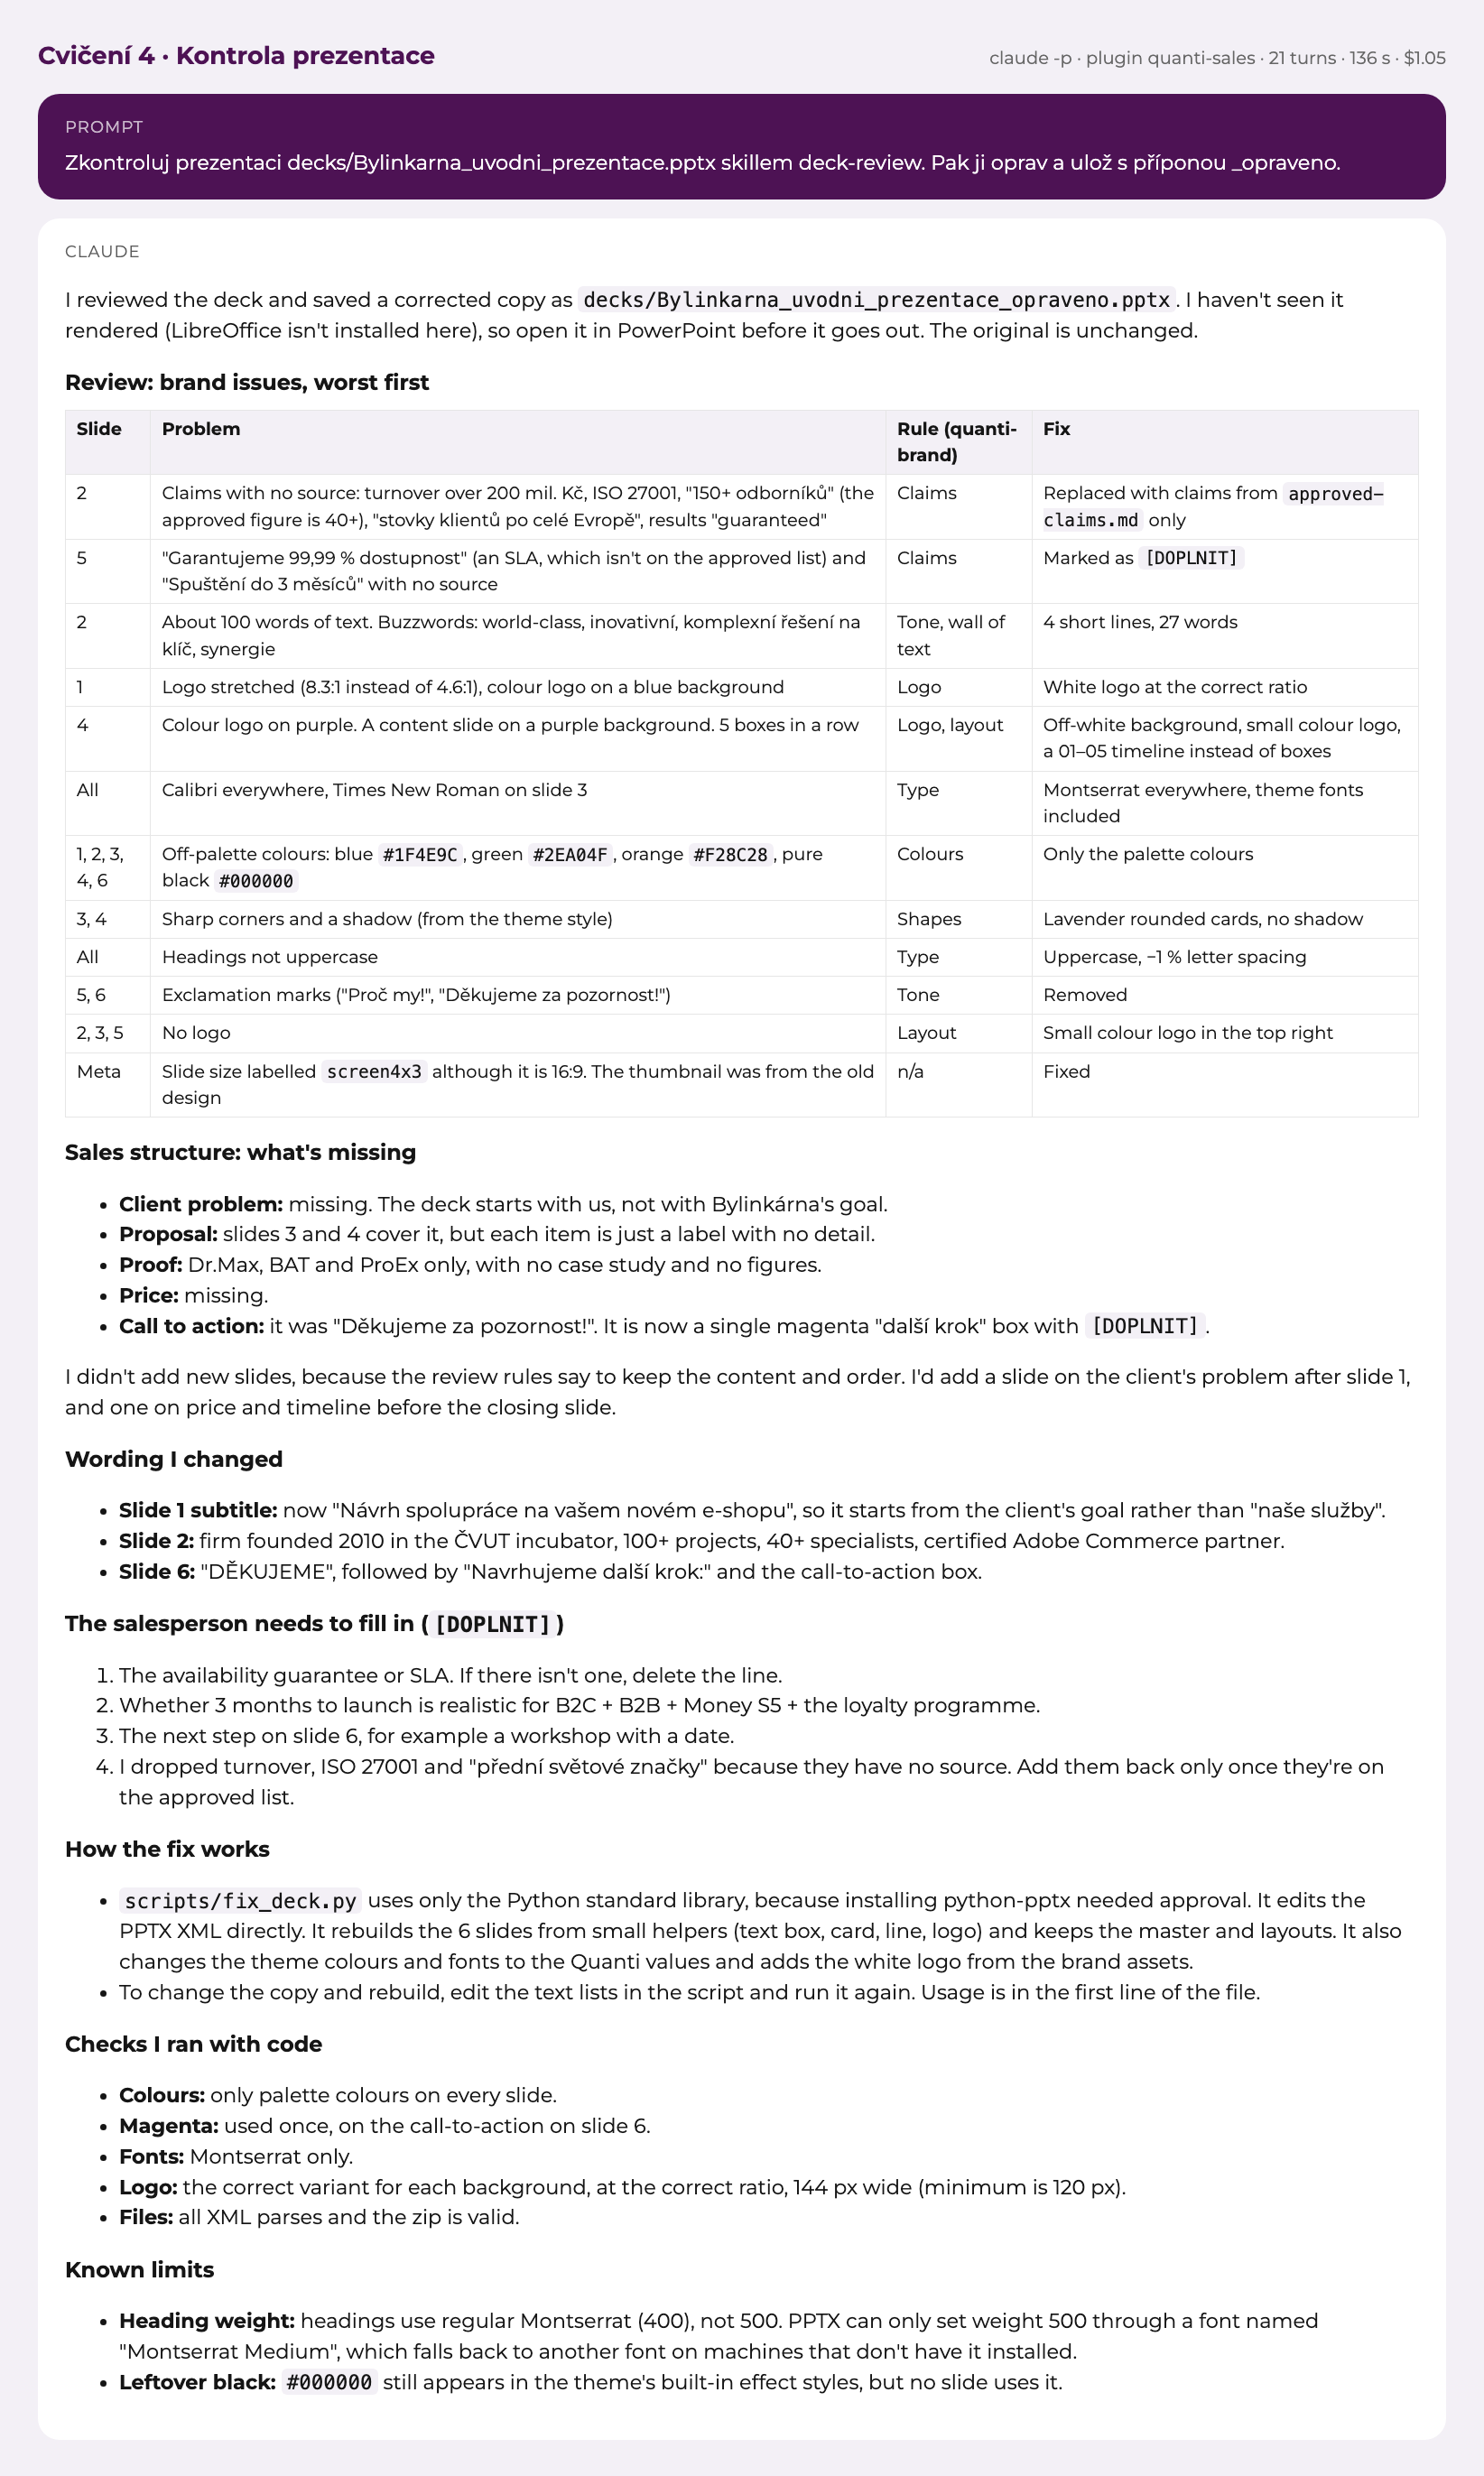 Cvičení 4 · Kontrola prezentace
claude -p · plugin quanti-sales · 21 turns · 136 s · $1.05
PROMPT
Zkontroluj prezentaci decks/Bylinkarna_uvodni_prezentace.pptx skillem deck-review. Pak ji oprav a ulož s příponou _opraveno.
CLAUDE
I reviewed the deck and saved a corrected copy as decks/Bylinkarna_uvodni_prezentace_opraveno.pptx. I haven't seen it
rendered (LibreOffice isn't installed here), so open it in PowerPoint before it goes out. The original is unchanged.
Review: brand issues, worst first
Slide Problem Rule (quanti-
brand) Fix
2 Claims with no source: turnover over 200 mil. Kč, ISO 27001, "150+ odborníků" (the Claims Replaced with claims from approved-
approved figure is 40+), "stovky klientů po celé Evropě", results "guaranteed" claims.md only
5 "Garantujeme 99,99 % dostupnost" (an SLA, which isn't on the approved list) and Claims Marked as [DOPLNIT]
"Spuštění do 3 měsíců" with no source
2 About 100 words of text. Buzzwords: world-class, inovativní, komplexní řešení na Tone, wall of 4 short lines, 27 words
klíč, synergie text
1 Logo stretched (8.3:1 instead of 4.6:1), colour logo on a blue background Logo White logo at the correct ratio
4 Colour logo on purple. A content slide on a purple background. 5 boxes in a row Logo, layout Off-white background, small colour logo,
a 01–05 timeline instead of boxes
All Calibri everywhere, Times New Roman on slide 3 Type Montserrat everywhere, theme fonts
included
1, 2, 3, Off-palette colours: blue #1F4E9C, green #2EA04F, orange #F28C28, pure Colours Only the palette colours
4, 6 black #000000
3, 4 Sharp corners and a shadow (from the theme style) Shapes Lavender rounded cards, no shadow
All Headings not uppercase Type Uppercase, −1 % letter spacing
5, 6 Exclamation marks ("Proč my!", "Děkujeme za pozornost!") Tone Removed
2, 3, 5 No logo Layout Small colour logo in the top right
Meta Slide size labelled screen4x3 although it is 16:9. The thumbnail was from the old n/a Fixed
design
Sales structure: what's missing
• Client problem: missing. The deck starts with us, not with Bylinkárna's goal.
• Proposal: slides 3 and 4 cover it, but each item is just a label with no detail.
• Proof: Dr.Max, BAT and ProEx only, with no case study and no figures.
• Price: missing.
• Call to action: it was "Děkujeme za pozornost!". It is now a single magenta "další krok" box with [DOPLNIT].
I didn't add new slides, because the review rules say to keep the content and order. I'd add a slide on the client's problem after slide 1,
and one on price and timeline before the closing slide.
Wording I changed
• Slide 1 subtitle: now "Návrh spolupráce na vašem novém e-shopu", so it starts from the client's goal rather than "naše služby".
• Slide 2: firm founded 2010 in the ČVUT incubator, 100+ projects, 40+ specialists, certified Adobe Commerce partner.
• Slide 6: "DĚKUJEME", followed by "Navrhujeme další krok:" and the call-to-action box.
The salesperson needs to fill in ([DOPLNIT])
1. The availability guarantee or SLA. If there isn't one, delete the line.
2. Whether 3 months to launch is realistic for B2C + B2B + Money S5 + the loyalty programme.
3. The next step on slide 6, for example a workshop with a date.
4. I dropped turnover, ISO 27001 and "přední světové značky" because they have no source. Add them back only once they're on
the approved list.
How the fix works
• scripts/fix_deck.py uses only the Python standard library, because installing python-pptx needed approval. It edits the
PPTX XML directly. It rebuilds the 6 slides from small helpers (text box, card, line, logo) and keeps the master and layouts. It also
changes the theme colours and fonts to the Quanti values and adds the white logo from the brand assets.
• To change the copy and rebuild, edit the text lists in the script and run it again. Usage is in the first line of the file.
Checks I ran with code
• Colours: only palette colours on every slide.
• Magenta: used once, on the call-to-action on slide 6.
• Fonts: Montserrat only.
• Logo: the correct variant for each background, at the correct ratio, 144 px wide (minimum is 120 px).
• Files: all XML parses and the zip is valid.
Known limits
• Heading weight: headings use regular Montserrat (400), not 500. PPTX can only set weight 500 through a font named
"Montserrat Medium", which falls back to another font on machines that don't have it installed.
• Leftover black: #000000 still appears in the theme's built-in effect styles, but no slide uses it.